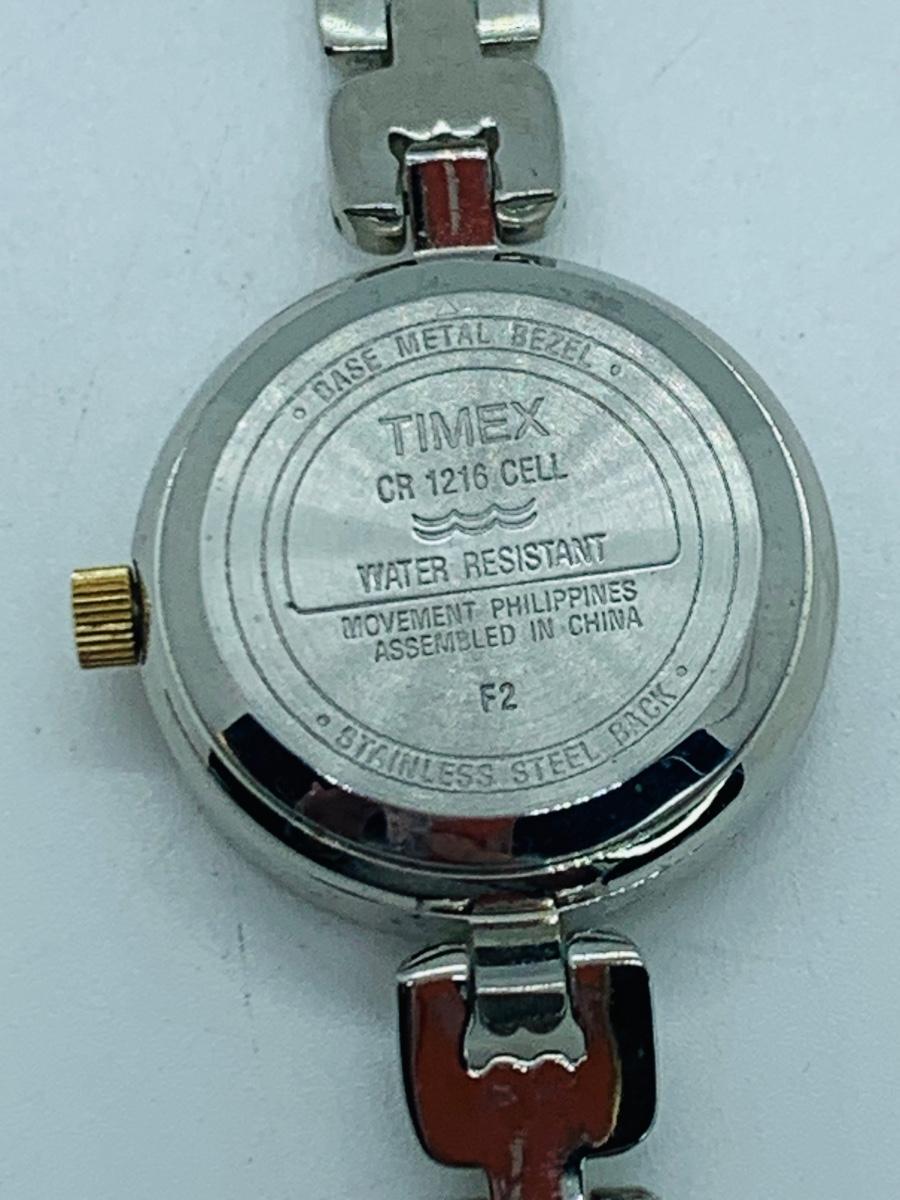 BASE METAL BEZEL
TIMEX
CR 1216 CELL
WATER RESISTANT
MOVEMENT PHILIPPINES
ASSEMBLED IN CHINA
F2
STAINLESS STEEL BACK